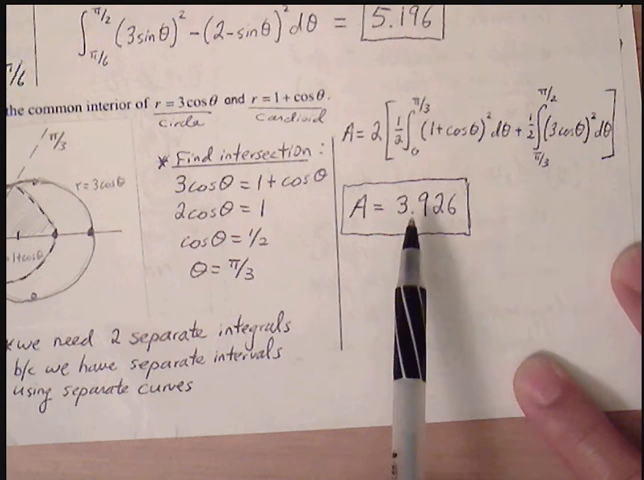 ∫_{π/6}^{π/2} (3sinθ)² − (2−sinθ)² dθ = 5.196
π/6
the common interior of r = 3cosθ and r = 1 + cosθ.
Circle Cardioid
π/3
r = 3cosθ
1+cosθ
* Find intersection:
3cosθ = 1 + cosθ
2cosθ = 1
cosθ = 1/2
θ = π/3
*we need 2 separate integrals
b/c we have separate intervals
using separate curves
A = 2[½∫_0^{π/3} (1+cosθ)² dθ + ½∫_{π/3}^{π/2} (3cosθ)² dθ]
A = 3.926